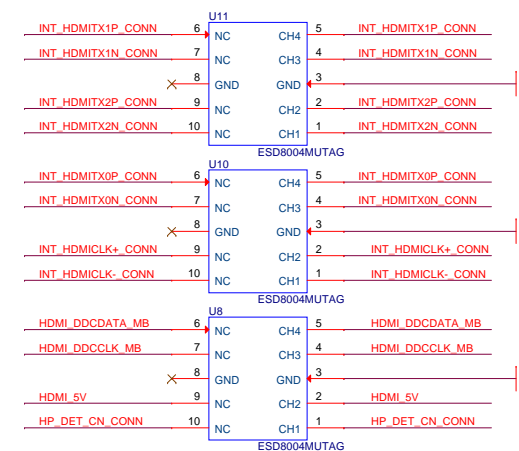 U11
INT_HDMITX1P_CONN 6 NC CH4 5 INT_HDMITX1P_CONN
INT_HDMITX1N_CONN 7 NC CH3 4 INT_HDMITX1N_CONN
8 GND GND 3
INT_HDMITX2P_CONN 9 NC CH2 2 INT_HDMITX2P_CONN
INT_HDMITX2N_CONN 10 NC CH1 1 INT_HDMITX2N_CONN
ESD8004MUTAG
U10
INT_HDMITX0P_CONN 6 NC CH4 5 INT_HDMITX0P_CONN
INT_HDMITX0N_CONN 7 NC CH3 4 INT_HDMITX0N_CONN
8 GND GND 3
INT_HDMICLK+_CONN 9 NC CH2 2 INT_HDMICLK+_CONN
INT_HDMICLK-_CONN 10 NC CH1 1 INT_HDMICLK-_CONN
ESD8004MUTAG
U8
HDMI_DDCDATA_MB 6 NC CH4 5 HDMI_DDCDATA_MB
HDMI_DDCCLK_MB 7 NC CH3 4 HDMI_DDCCLK_MB
8 GND GND 3
HDMI_5V 9 NC CH2 2 HDMI_5V
HP_DET_CN_CONN 10 NC CH1 1 HP_DET_CN_CONN
ESD8004MUTAG